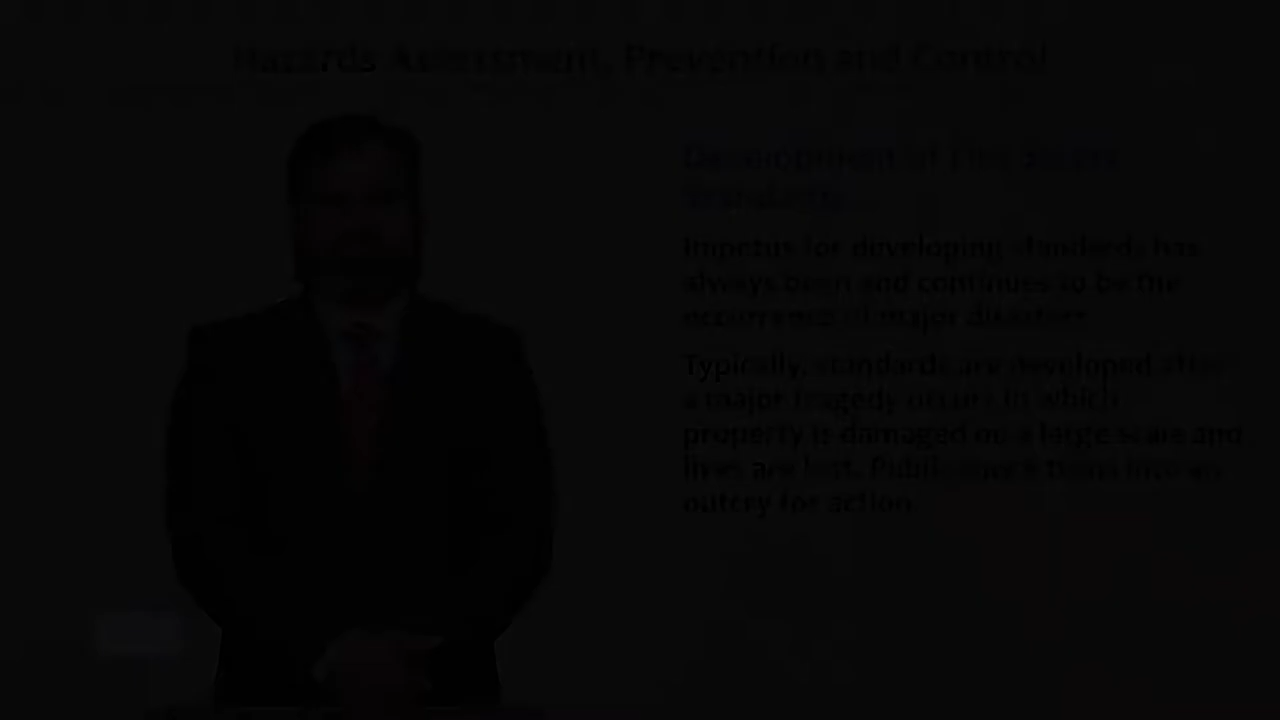 Hazards Assessment, Prevention and Control
Development of Fire Safety
Standards
Impetus for developing standards has
always been and continues to be the
occurrence of major disasters.
Typically, standards are developed after
a major tragedy occurs in which
property is damaged on a large scale and
lives are lost. Public shock turns into an
outcry for action.